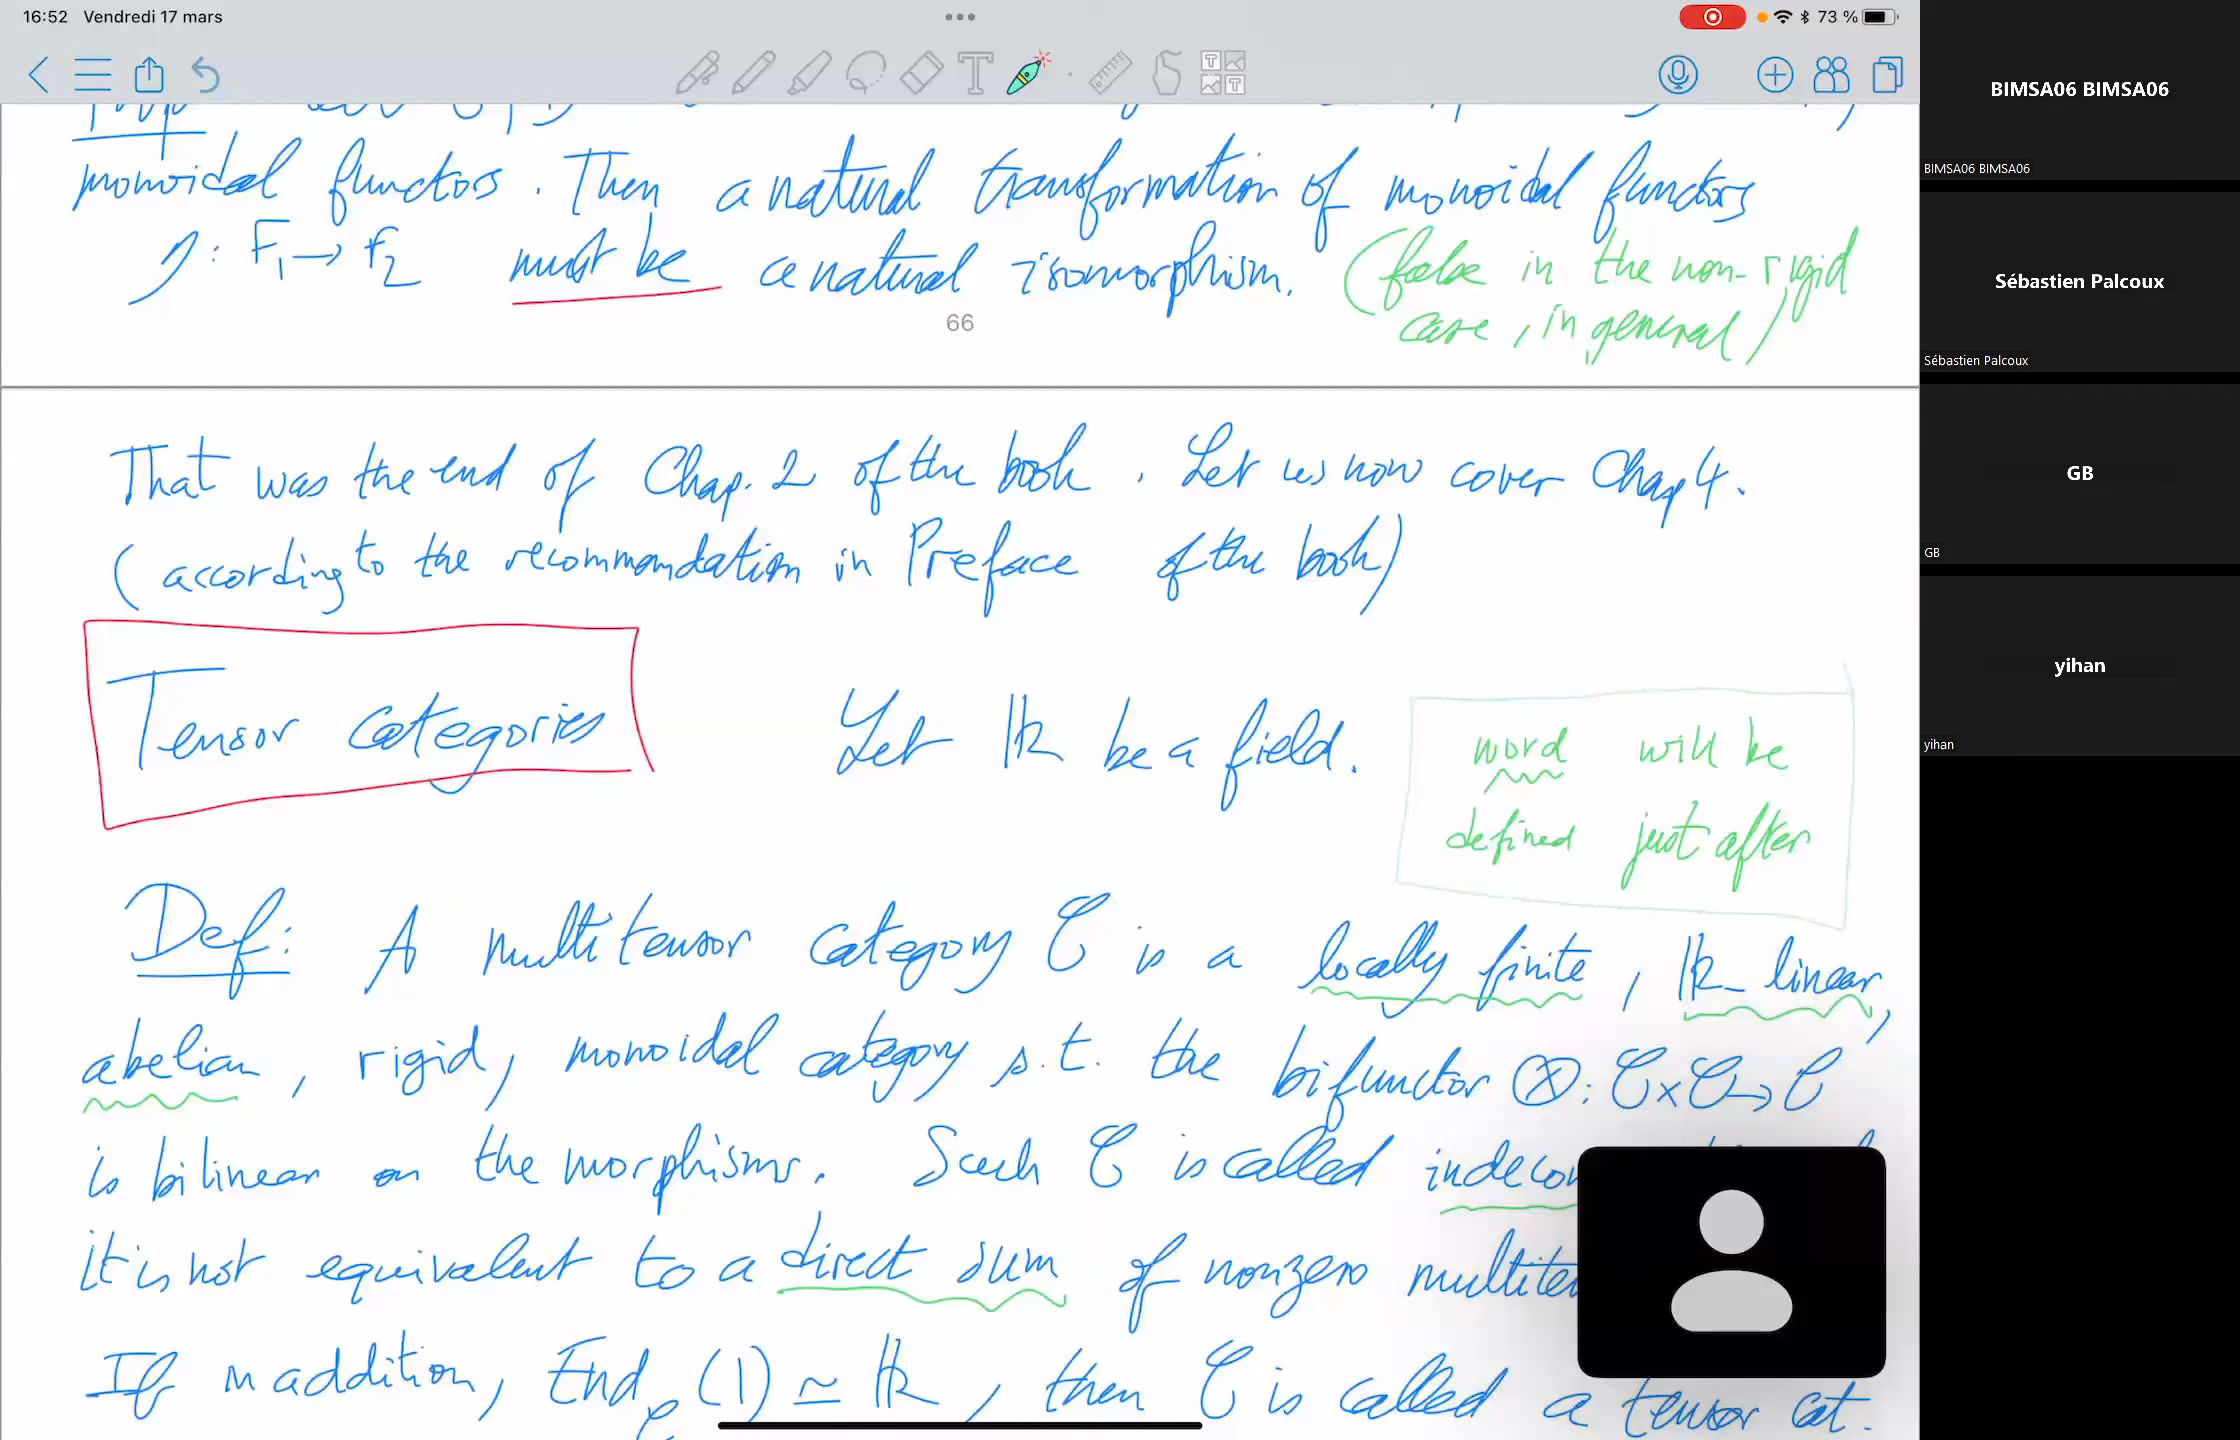 16:52 Vendredi 17 mars
73 %
monoidal functors. Then a natural transformation of monoidal functors
η: F₁ → F₂ must be a natural isomorphism. (false in the non-rigid
case, in general)
66
That was the end of Chap. 2 of the book. Let us now cover Chap 4.
(according to the recommandation in Preface of the book)
Tensor categories
Let 𝕜 be a field.
word will be
defined just after
Def: A multitensor category 𝒞 is a locally finite, 𝕜-linear,
abelian, rigid, monoidal category s.t. the bifunctor ⊗: 𝒞×𝒞→𝒞
is bilinear on the morphisms. Such 𝒞 is called indecom
it is not equivalent to a direct sum of nonzero multite
If in addition, End_𝒞(1) ≃ 𝕜, then 𝒞 is called a tensor cat.
BIMSA06 BIMSA06
BIMSA06 BIMSA06
Sébastien Palcoux
Sébastien Palcoux
GB
GB
yihan
yihan